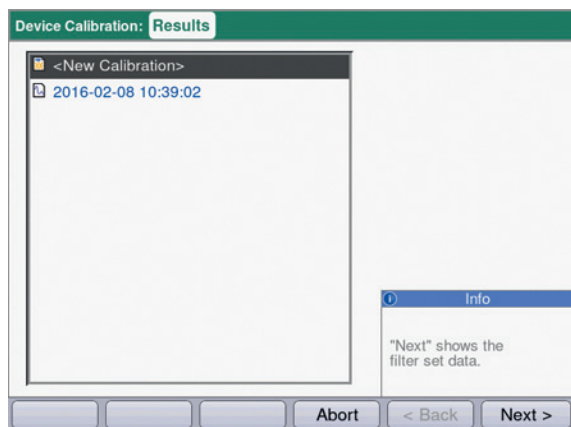 Device Calibration: Results
<New Calibration>
2016-02-08 10:39:02
Info
"Next" shows the
filter set data.
Abort
< Back
Next >